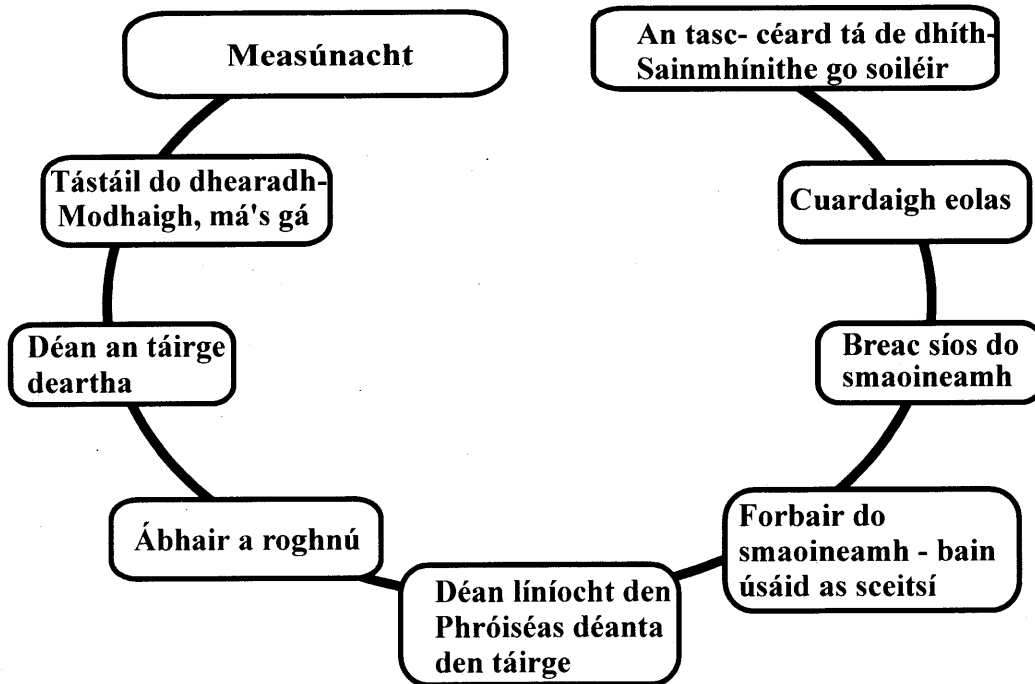 Measúnacht
An tasc- céard tá de dhíth-
Sainmhínithe go soiléir
Tástáil do dhearadh-
Modhaigh, má's gá
Cuardaigh eolas
Déan an táirge
deartha
Breac síos do
smaoineamh
Ábhair a roghnú
Forbair do
smaoineamh - bain
úsáid as sceitsí
Déan líníocht den
Phróiséas déanta
den táirge